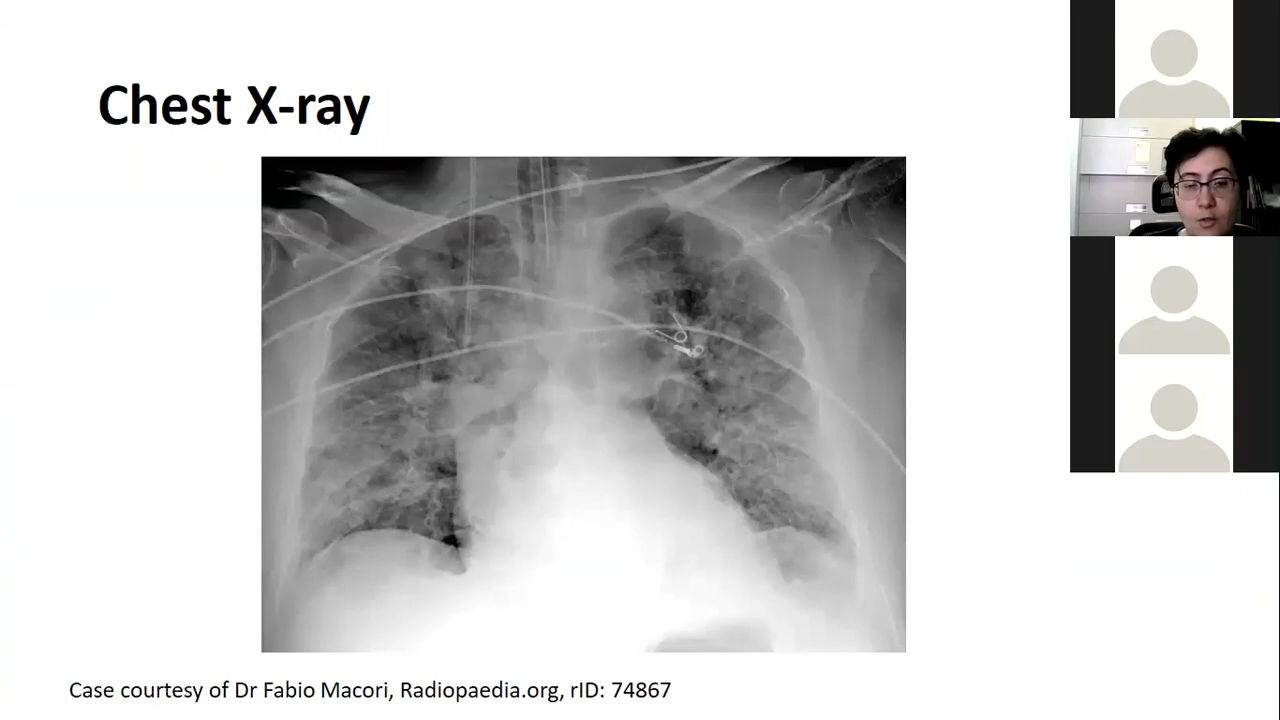 Chest X-ray
Case courtesy of Dr Fabio Macori, Radiopaedia.org, rID: 74867